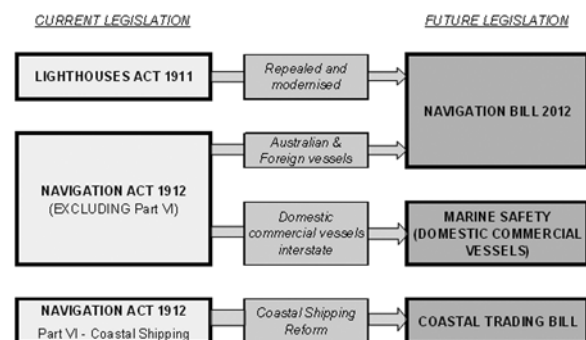 CURRENT LEGISLATION
FUTURE LEGISLATION
LIGHTHOUSES ACT 1911
Repealed and
modernised
NAVIGATION BILL 2012
Australian &
Foreign vessels
NAVIGATION ACT 1912
(EXCLUDING Part VI)
Domestic
commercial vessels
interstate
MARINE SAFETY
(DOMESTIC COMMERCIAL
VESSELS)
NAVIGATION ACT 1912
Part VI - Coastal Shipping
Coastal Shipping
Reform
COASTAL TRADING BILL